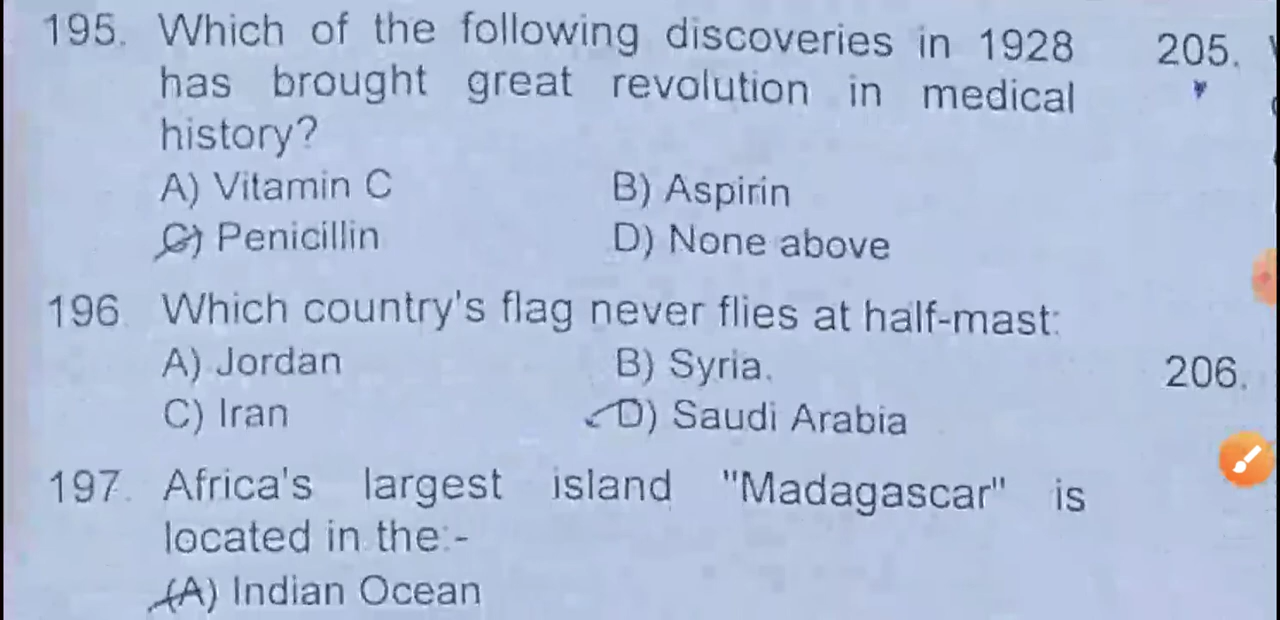 195. Which of the following discoveries in 1928
has brought great revolution in medical
history?
A) Vitamin C B) Aspirin
C) Penicillin D) None above
196 Which country's flag never flies at half-mast:
A) Jordan B) Syria.
C) Iran D) Saudi Arabia
197. Africa's largest island "Madagascar" is
located in the:-
(A) Indian Ocean
205.
206.